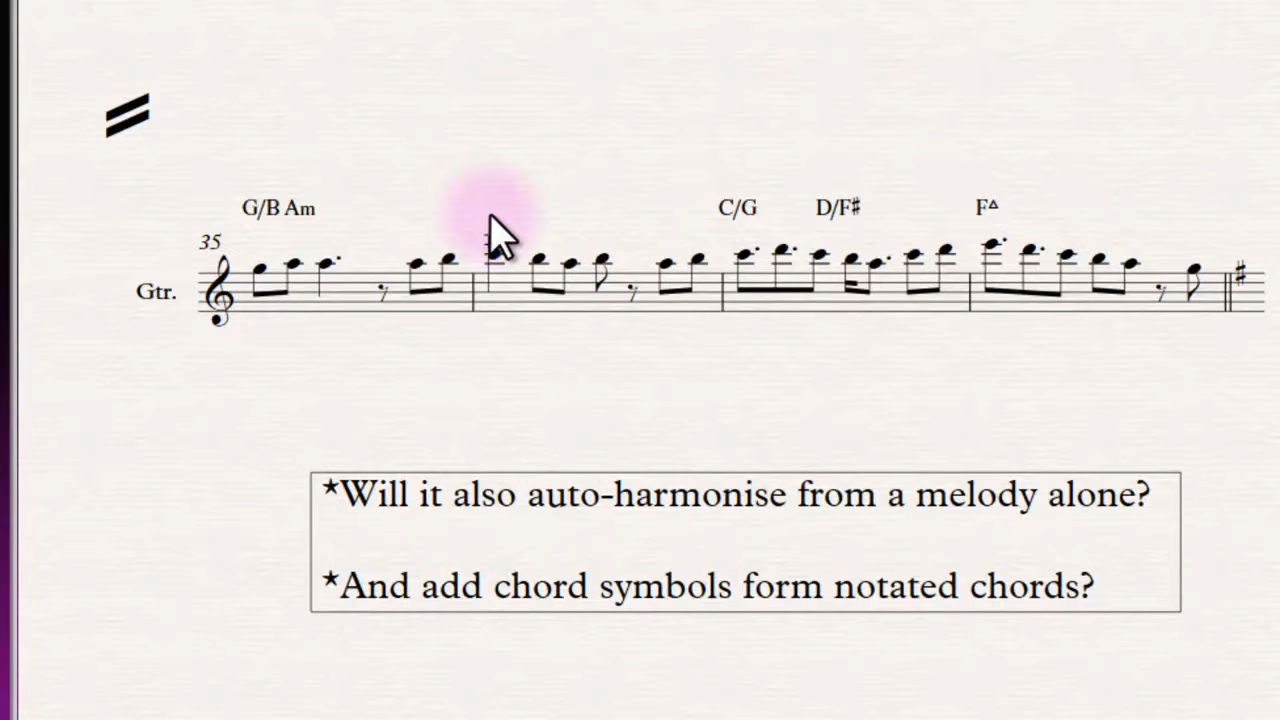 G/B Am C/G D/F♯ F△
35
Gtr.
*Will it also auto-harmonise from a melody alone?
*And add chord symbols form notated chords?